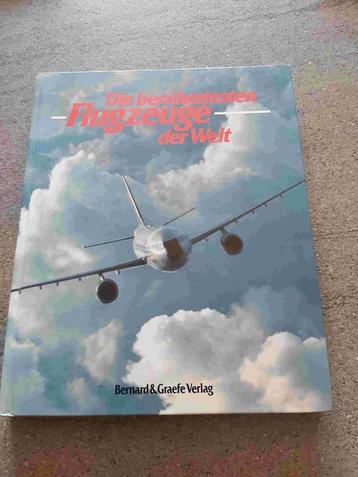 Die berühmtesten
Flugzeuge
der Welt
Bernard & Graefe Verlag